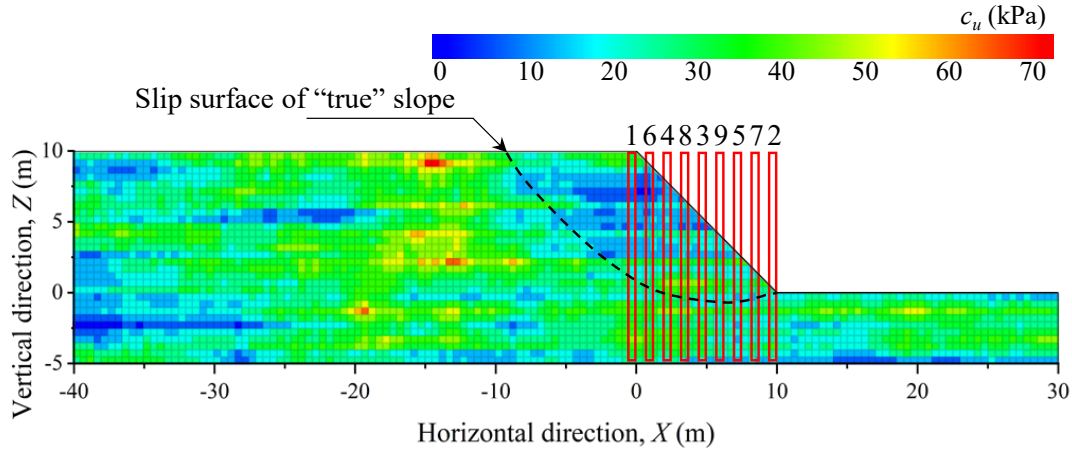 c_u (kPa)
0 10 20 30 40 50 60 70
Slip surface of “true” slope
1 6 4 8 3 9 5 7 2
10
5
0
-5
Vertical direction, Z (m)
-40 -30 -20 -10 0 10 20 30
Horizontal direction, X (m)